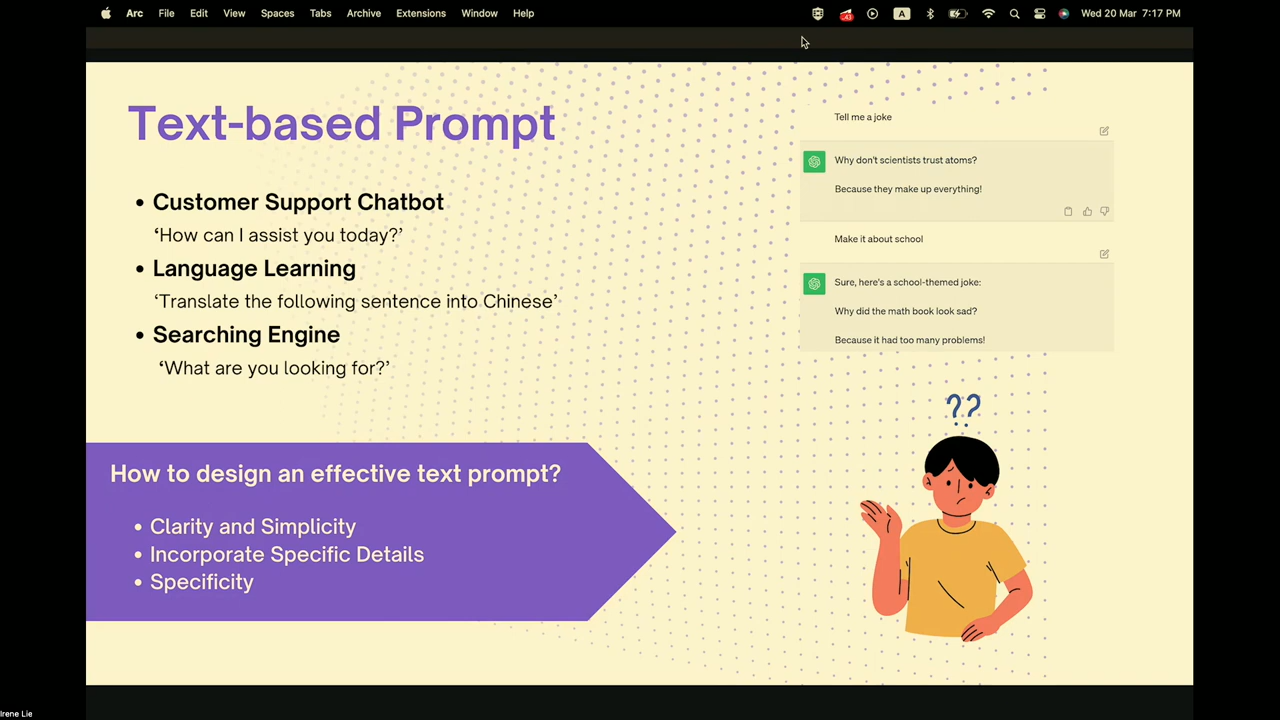 Arc File Edit View Spaces Tabs Archive Extensions Window Help
A
Wed 20 Mar 7:17 PM
Text-based Prompt
• Customer Support Chatbot
‘How can I assist you today?’
• Language Learning
‘Translate the following sentence into Chinese’
• Searching Engine
‘What are you looking for?’
How to design an effective text prompt?
• Clarity and Simplicity
• Incorporate Specific Details
• Specificity
Tell me a joke
Why don't scientists trust atoms?
Because they make up everything!
Make it about school
Sure, here's a school-themed joke:
Why did the math book look sad?
Because it had too many problems!
??
Irene Lie